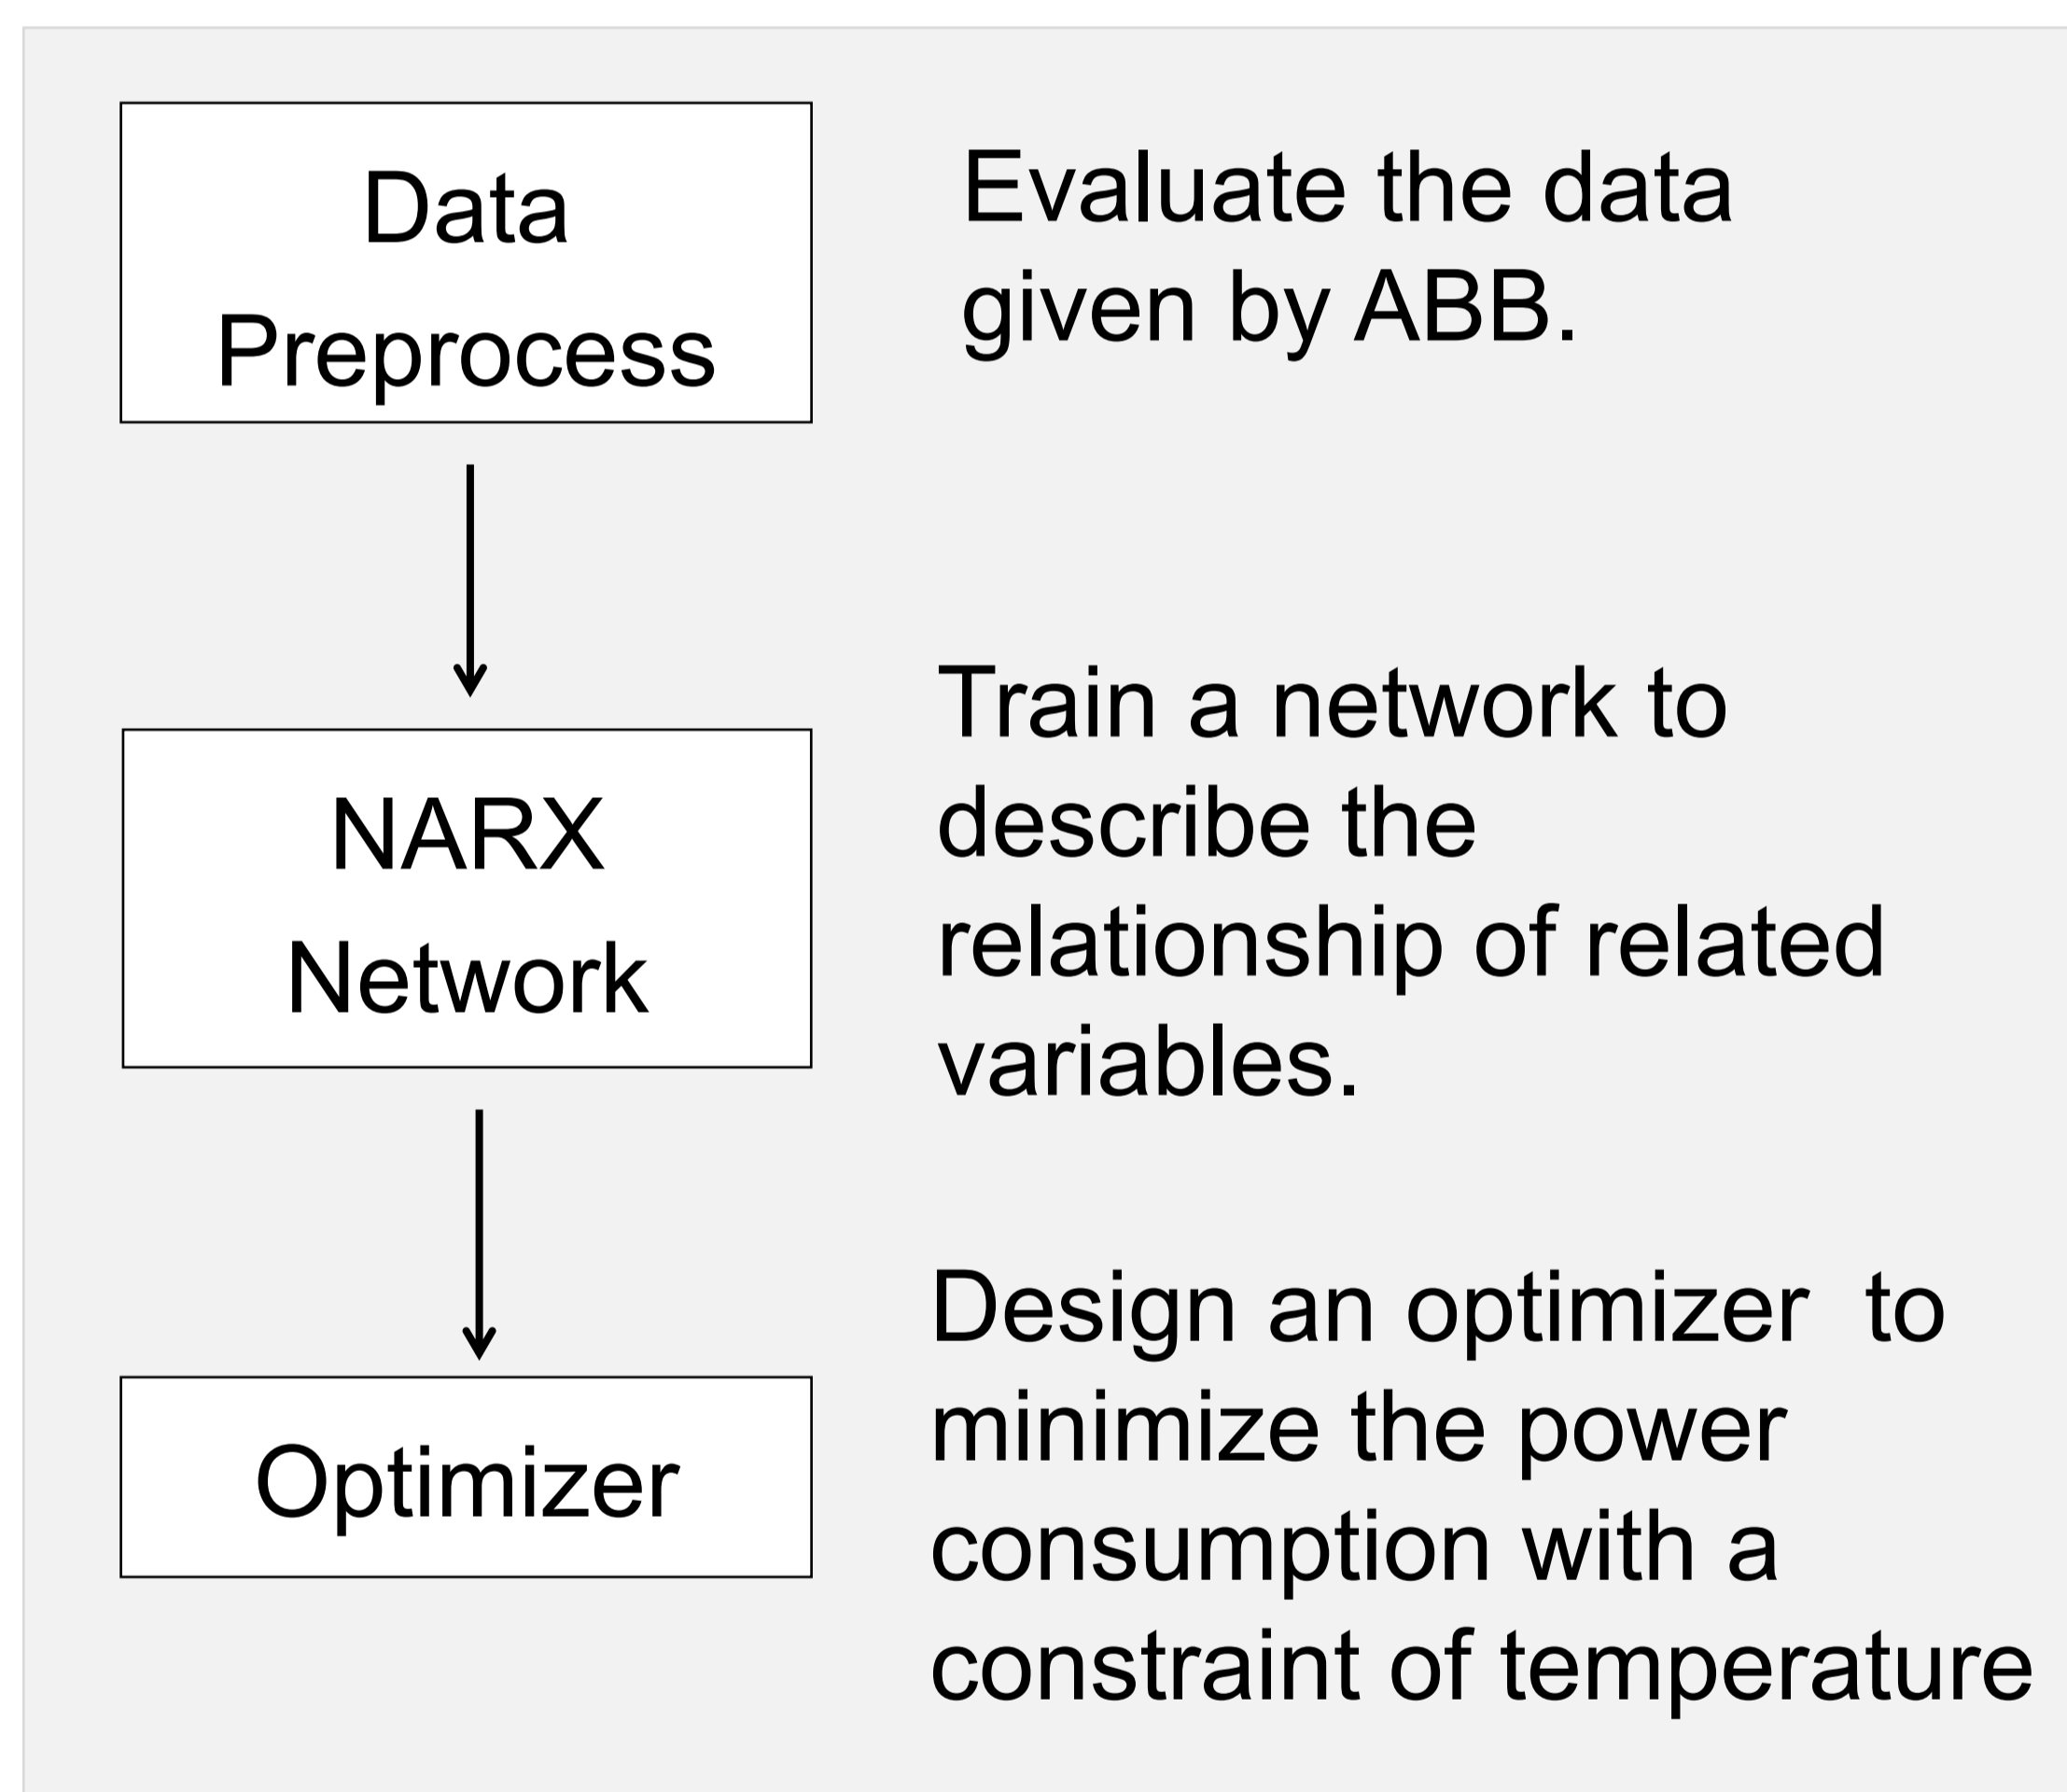 Data
Preprocess
Evaluate the data
given by ABB.
NARX
Network
Train a network to
describe the
relationship of related
variables.
Optimizer
Design an optimizer  to
minimize the power
consumption with a
constraint of temperature